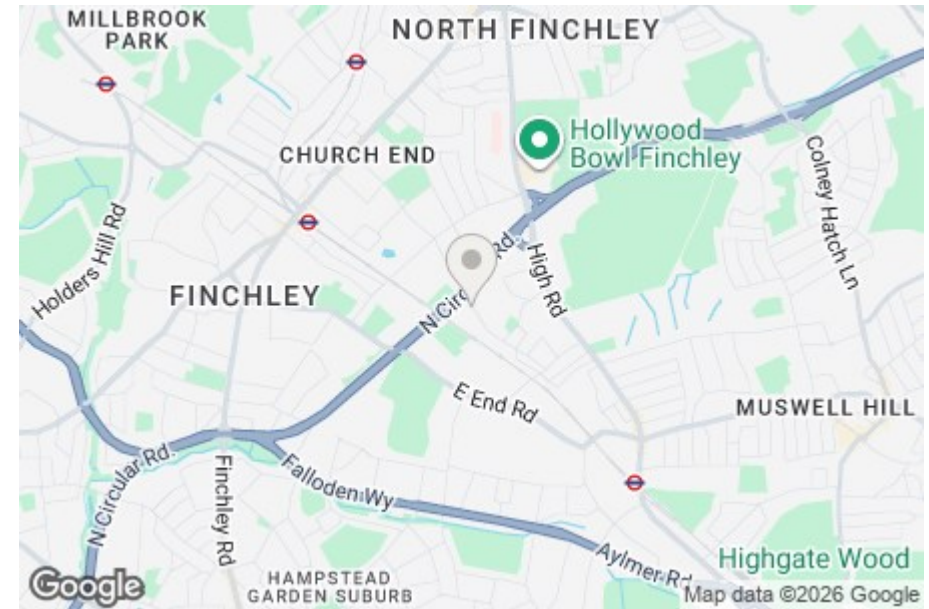 MILLBROOK
PARK
NORTH FINCHLEY
Hollywood
Bowl Finchley
CHURCH END
Colney Hatch Ln
Holders Hill Rd
N Circ
Rd.
High Rd
FINCHLEY
E End Rd
MUSWELL HILL
N Circular Rd.
Finchley Rd
Falloden Wy
Aylmer Rd
Highgate Wood
HAMPSTEAD
GARDEN SUBURB
Google
Map data ©2026 Google